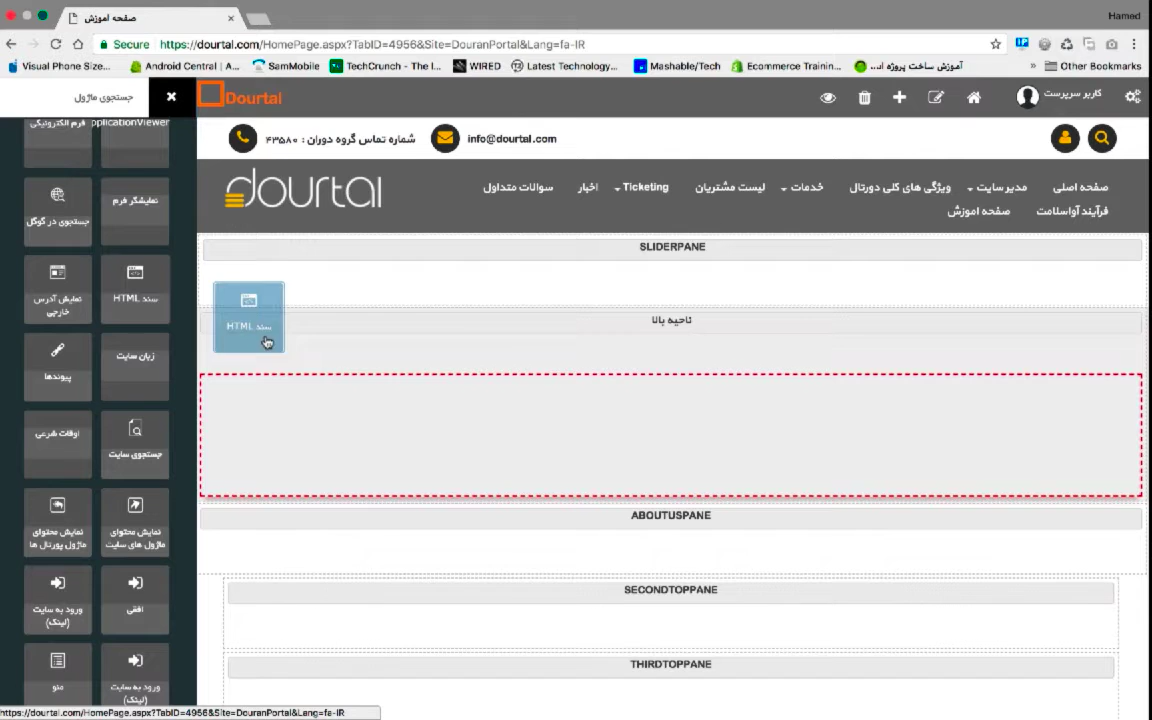 صفحه آموزش
Hamed
Secure https://dourtal.com/HomePage.aspx?TabID=4956&Site=DouranPortal&Lang=fa-IR
Visual Phone Size... Android Central | A... SamMobile TechCrunch - The l... WIRED Latest Technology... Mashable/Tech Ecommerce Trainin... آموزش ساخت پروژه اند... » Other Bookmarks
جستجوی ماژول
Dourtal
کاربر سرپرست
فرم الکترونیکی
pplicationViewer
شماره تماس گروه دوران : ۴۳۵۸۰
info@dourtal.com
dourtal
صفحه اصلی مدیر سایت ویژگی های کلی دورتال خدمات لیست مشتریان Ticketing اخبار سوالات متداول
فرآیند آواسلامت صفحه اموزش
نمایشگر فرم
جستجوی در گوگل
سند HTML
نمایش آدرس
خارجی
زبان سایت
پیوندها
جستجوی سایت
اوقات شرعی
نمایش محتوای
ماژول های سایت
نمایش محتوای
ماژول پورتال ها
افقی
ورود به سایت
(لینک)
ورود به سایت
(لینک)
منو
SLIDERPANE
سند HTML
ناحیه بالا
ABOUTUSPANE
SECONDTOPPANE
THIRDTOPPANE
https://dourtal.com/HomePage.aspx?TabID=4956&Site=DouranPortal&Lang=fa-IR